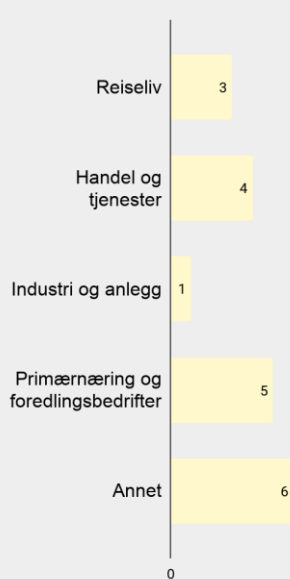 Reiseliv
3
Handel og
tjenester
4
Industri og anlegg
1
Primærnæring og
foredlingsbedrifter
5
Annet
6
0